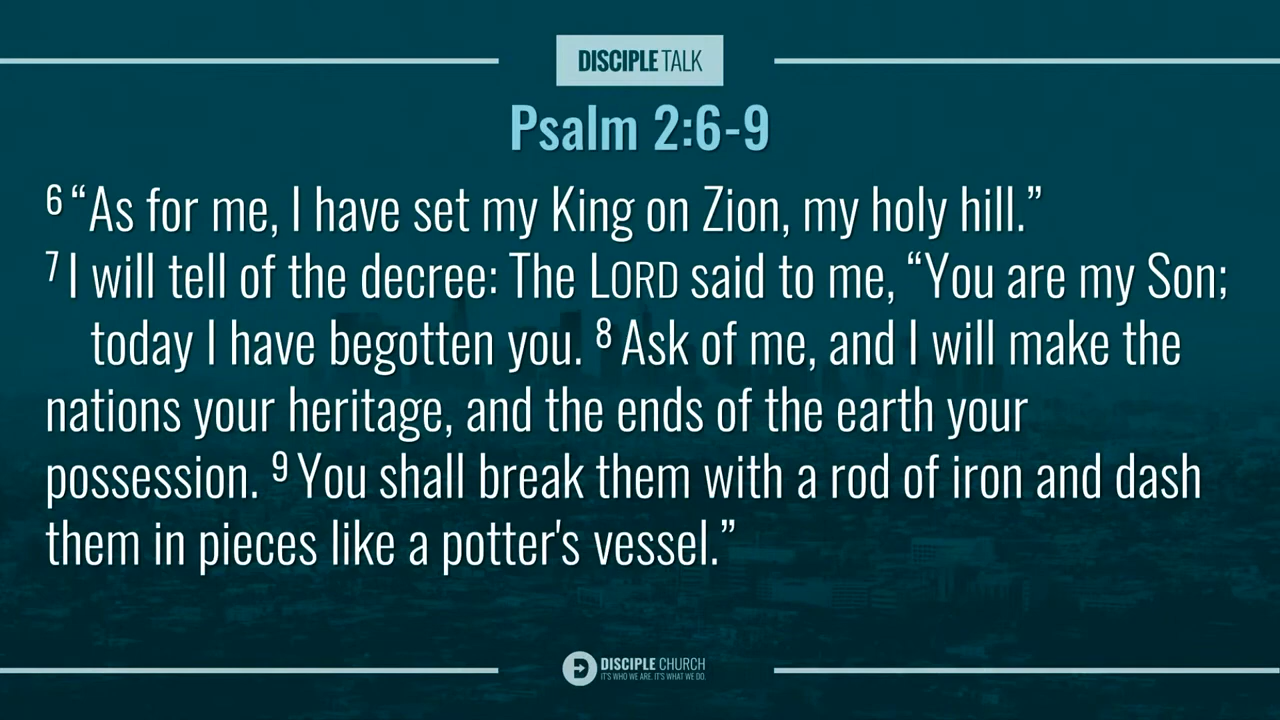 DISCIPLE TALK
Psalm 2:6-9
6 “As for me, I have set my King on Zion, my holy hill.”
7 I will tell of the decree: The LORD said to me, “You are my Son;
today I have begotten you. 8 Ask of me, and I will make the
nations your heritage, and the ends of the earth your
possession. 9 You shall break them with a rod of iron and dash
them in pieces like a potter's vessel.”
DISCIPLE CHURCH
IT'S WHO WE ARE. IT'S WHAT WE DO.